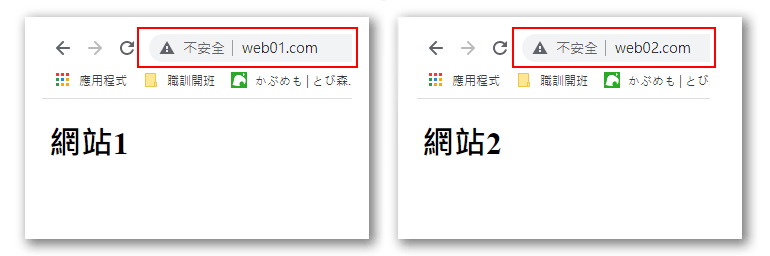 不安全 web01.com
應用程式 職訓開班 かぶめも | とび森.
網站1
不安全 web02.com
應用程式 職訓開班 かぶめも | とび
網站2